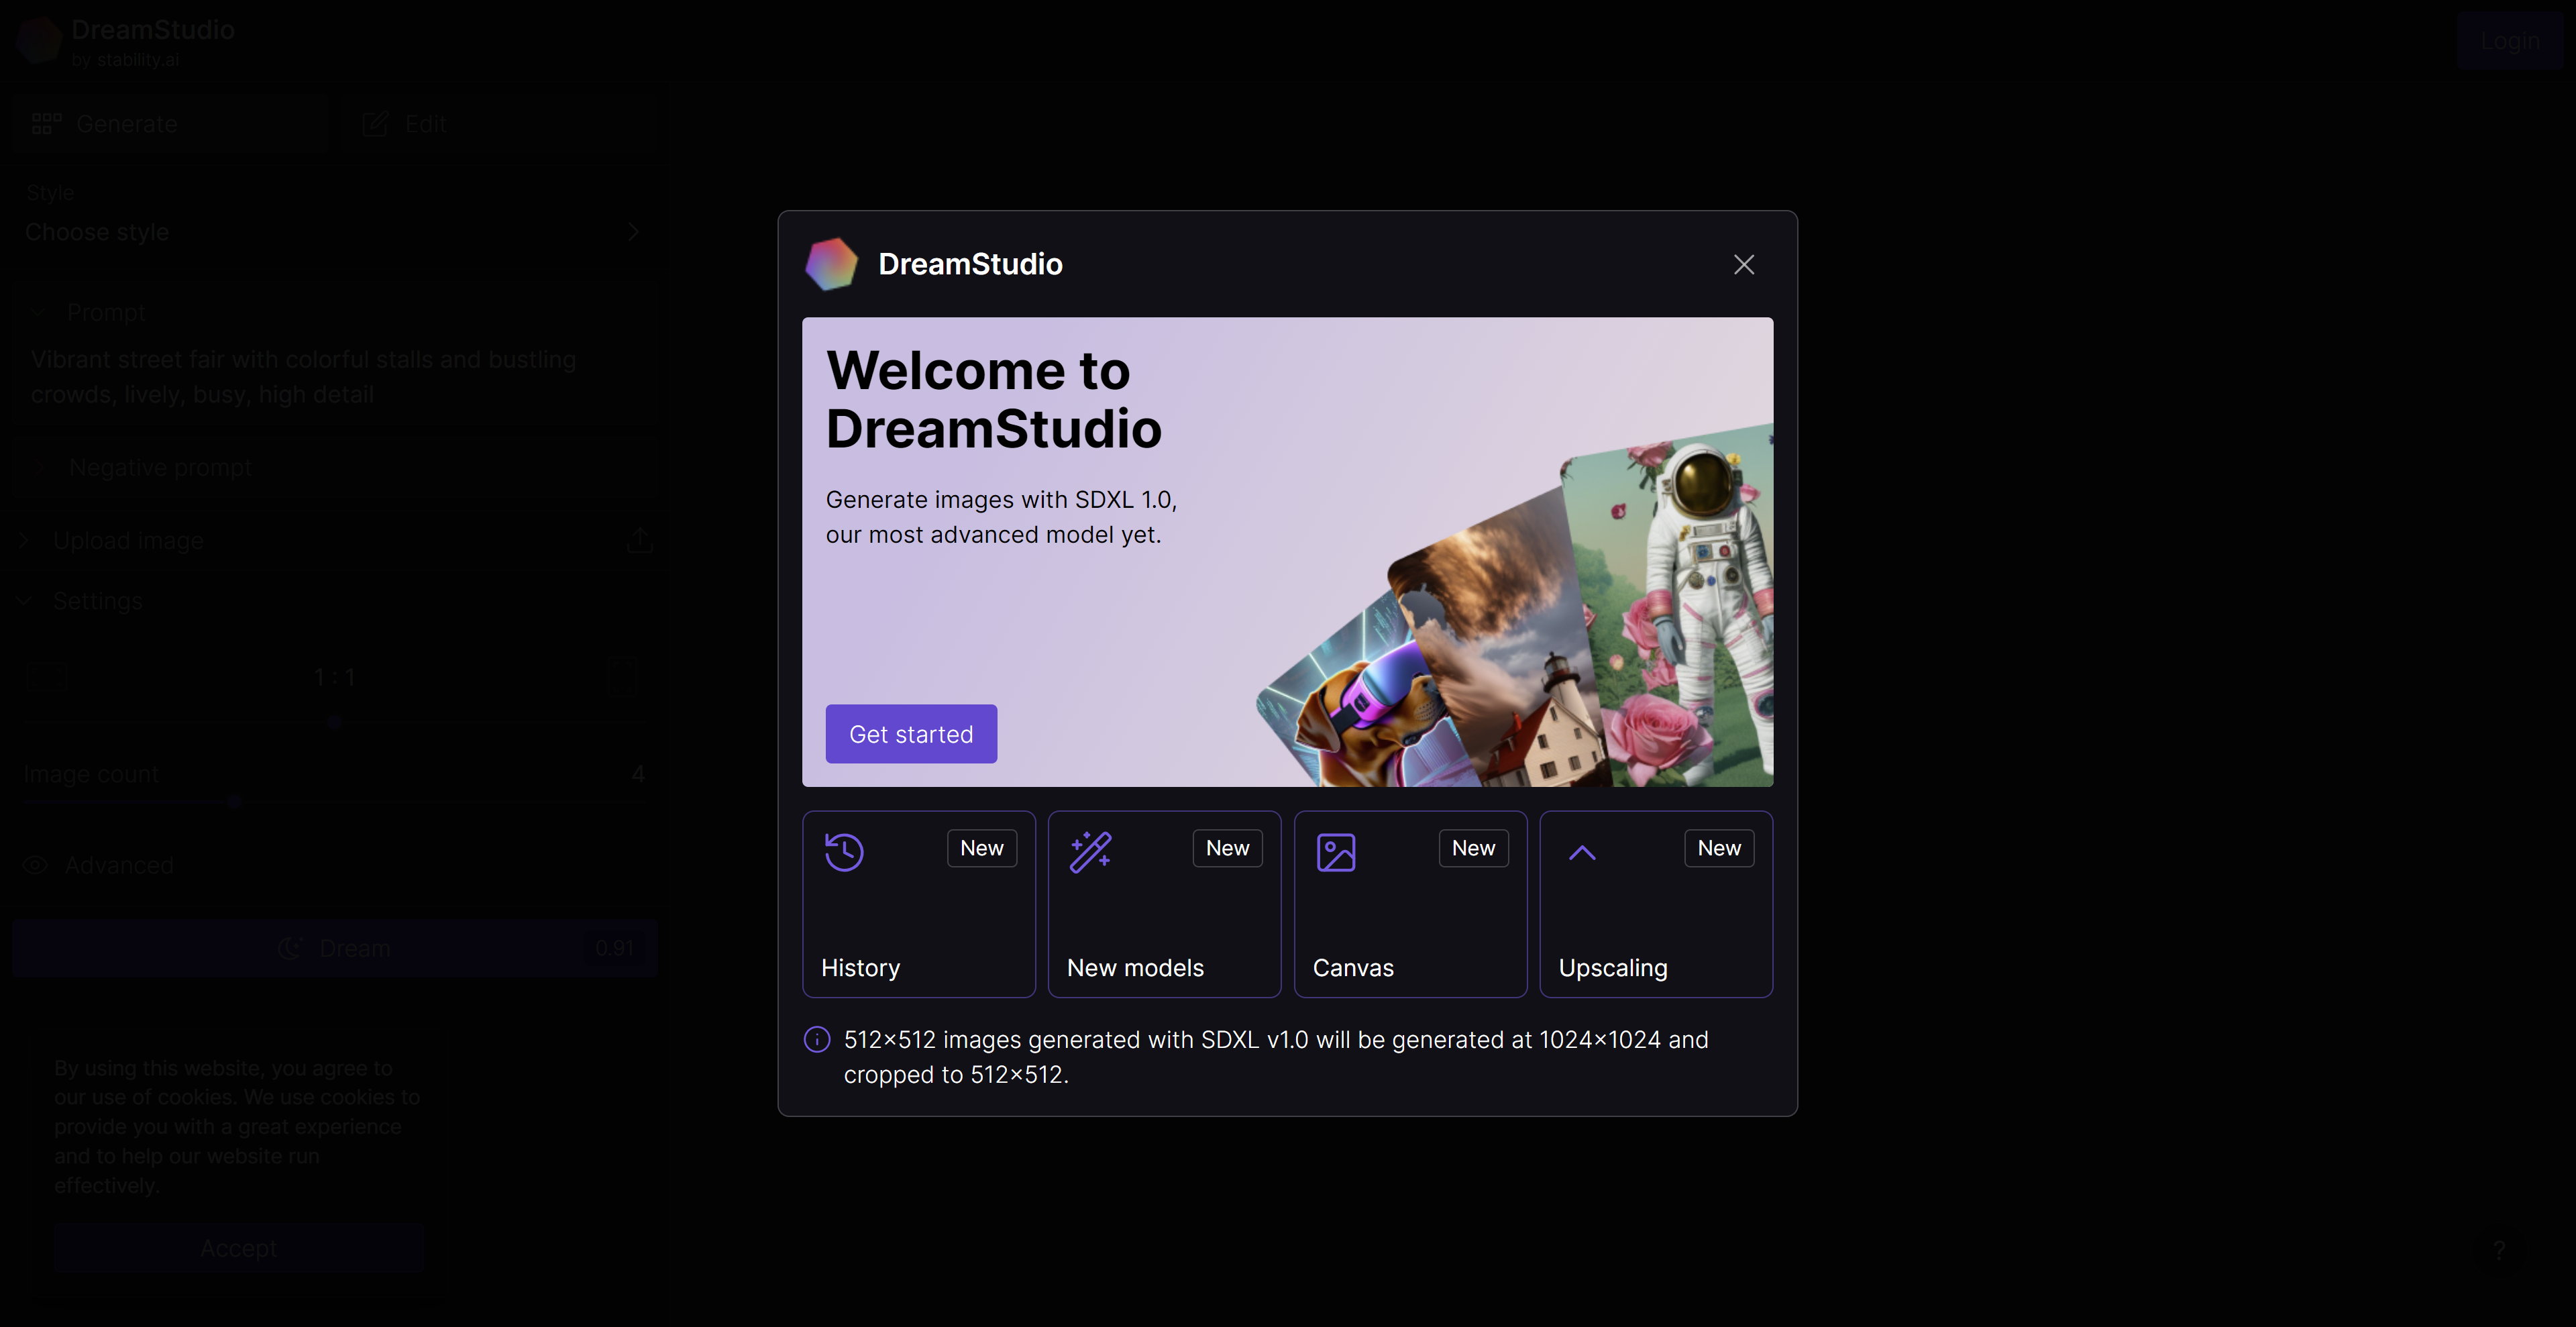 DreamStudio
by stability.ai
Login
Generate
Edit
Style
Choose style
Prompt
Vibrant street fair with colorful stalls and bustling
crowds, lively, busy, high detail
Negative prompt
Upload image
Settings
1 : 1
Image count
4
Advanced
Dream
0.91
By using this website, you agree to
our use of cookies. We use cookies to
provide you with a great experience
and to help our website run
effectively.
Accept
DreamStudio
Welcome to
DreamStudio
Generate images with SDXL 1.0,
our most advanced model yet.
Get started
New
History
New
New models
New
Canvas
New
Upscaling
512×512 images generated with SDXL v1.0 will be generated at 1024×1024 and
cropped to 512×512.
?